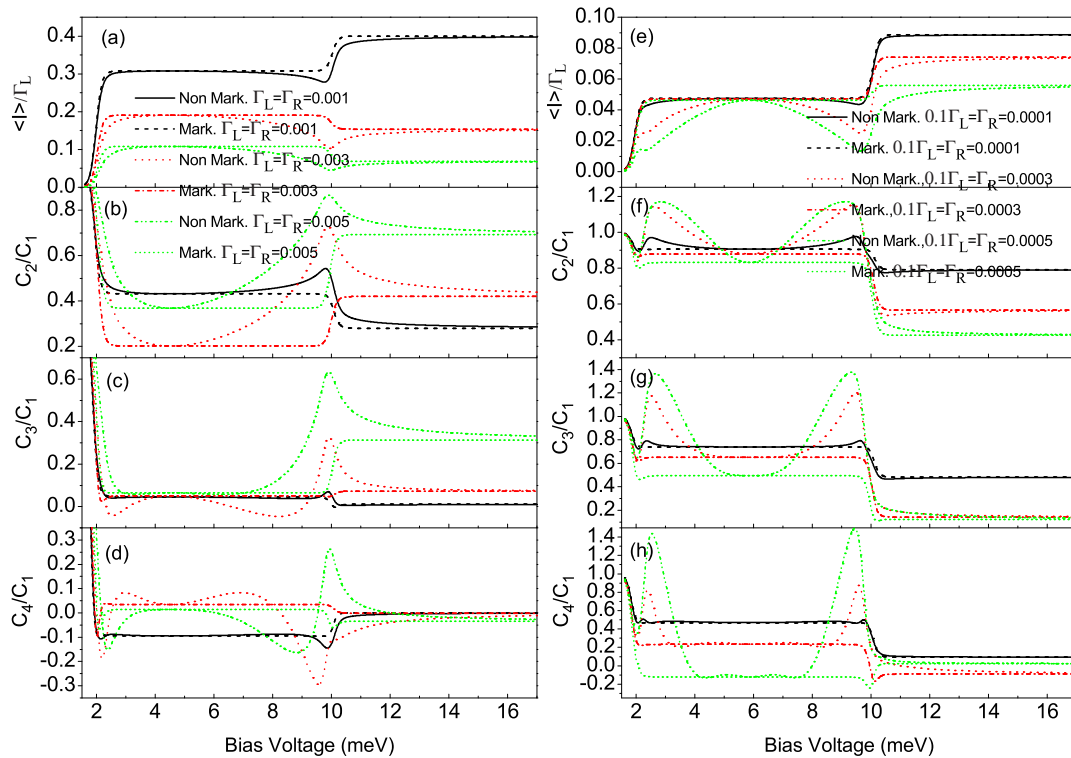 (a)
<I>/Γ_L
0.4
0.3
0.2
0.1
0.0
Non Mark. Γ_L=Γ_R=0.001
Mark. Γ_L=Γ_R=0.001
Non Mark. Γ_L=Γ_R=0.003
Mark. Γ_L=Γ_R=0.003
Non Mark. Γ_L=Γ_R=0.005
Mark. Γ_L=Γ_R=0.005
(b)
C_2/C_1
0.8
0.6
0.4
0.2
(c)
C_3/C_1
0.6
0.4
0.2
0.0
(d)
C_4/C_1
0.3
0.2
0.1
0.0
-0.1
-0.2
-0.3
2 4 6 8 10 12 14 16
Bias Voltage (meV)
(e)
<I>/Γ_L
0.10
0.08
0.06
0.04
0.02
0.00
Non Mark. 0.1Γ_L=Γ_R=0.0001
Mark. 0.1Γ_L=Γ_R=0.0001
Non Mark.,0.1Γ_L=Γ_R=0.0003
Mark.,0.1Γ_L=Γ_R=0.0003
Non Mark.,0.1Γ_L=Γ_R=0.0005
Mark. 0.1Γ_L=Γ_R=0.0005
(f)
C_2/C_1
1.2
1.0
0.8
0.6
0.4
(g)
C_3/C_1
1.4
1.2
1.0
0.8
0.6
0.4
0.2
(h)
C_4/C_1
1.4
1.2
1.0
0.8
0.6
0.4
0.2
0.0
-0.2
2 4 6 8 10 12 14 16
Bias Voltage (meV)